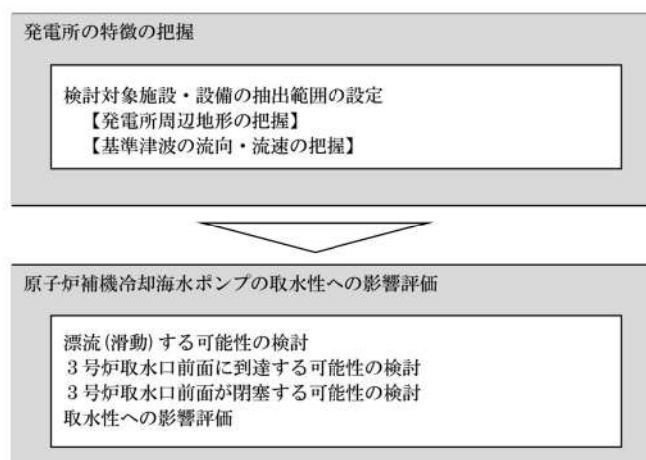 発電所の特徴の把握
検討対象施設・設備の抽出範囲の設定
【発電所周辺地形の把握】
【基準津波の流向・流速の把握】
原子炉補機冷却海水ポンプの取水性への影響評価
漂流(滑動)する可能性の検討
3号炉取水口前面に到達する可能性の検討
3号炉取水口前面が閉塞する可能性の検討
取水性への影響評価